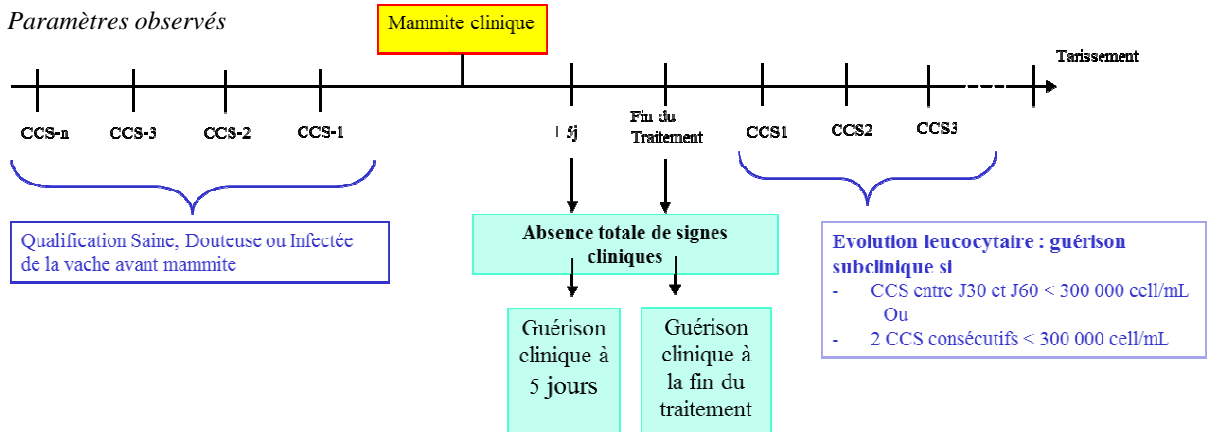 Paramètres observés
Mammite clinique
Tarissement
CCS-n
CCS-3
CCS-2
CCS-1
5j
Fin du
Traitement
CCS1
CCS2
CCS3
Qualification Saine, Douteuse ou Infectée
de la vache avant mammite
Absence totale de signes
cliniques
Guérison
clinique à
5 jours
Guérison
clinique à
la fin du
traitement
Evolution leucocytaire : guérison
subclinique si
- CCS entre J30 et J60 < 300 000 cell/mL
Ou
- 2 CCS consécutifs < 300 000 cell/mL